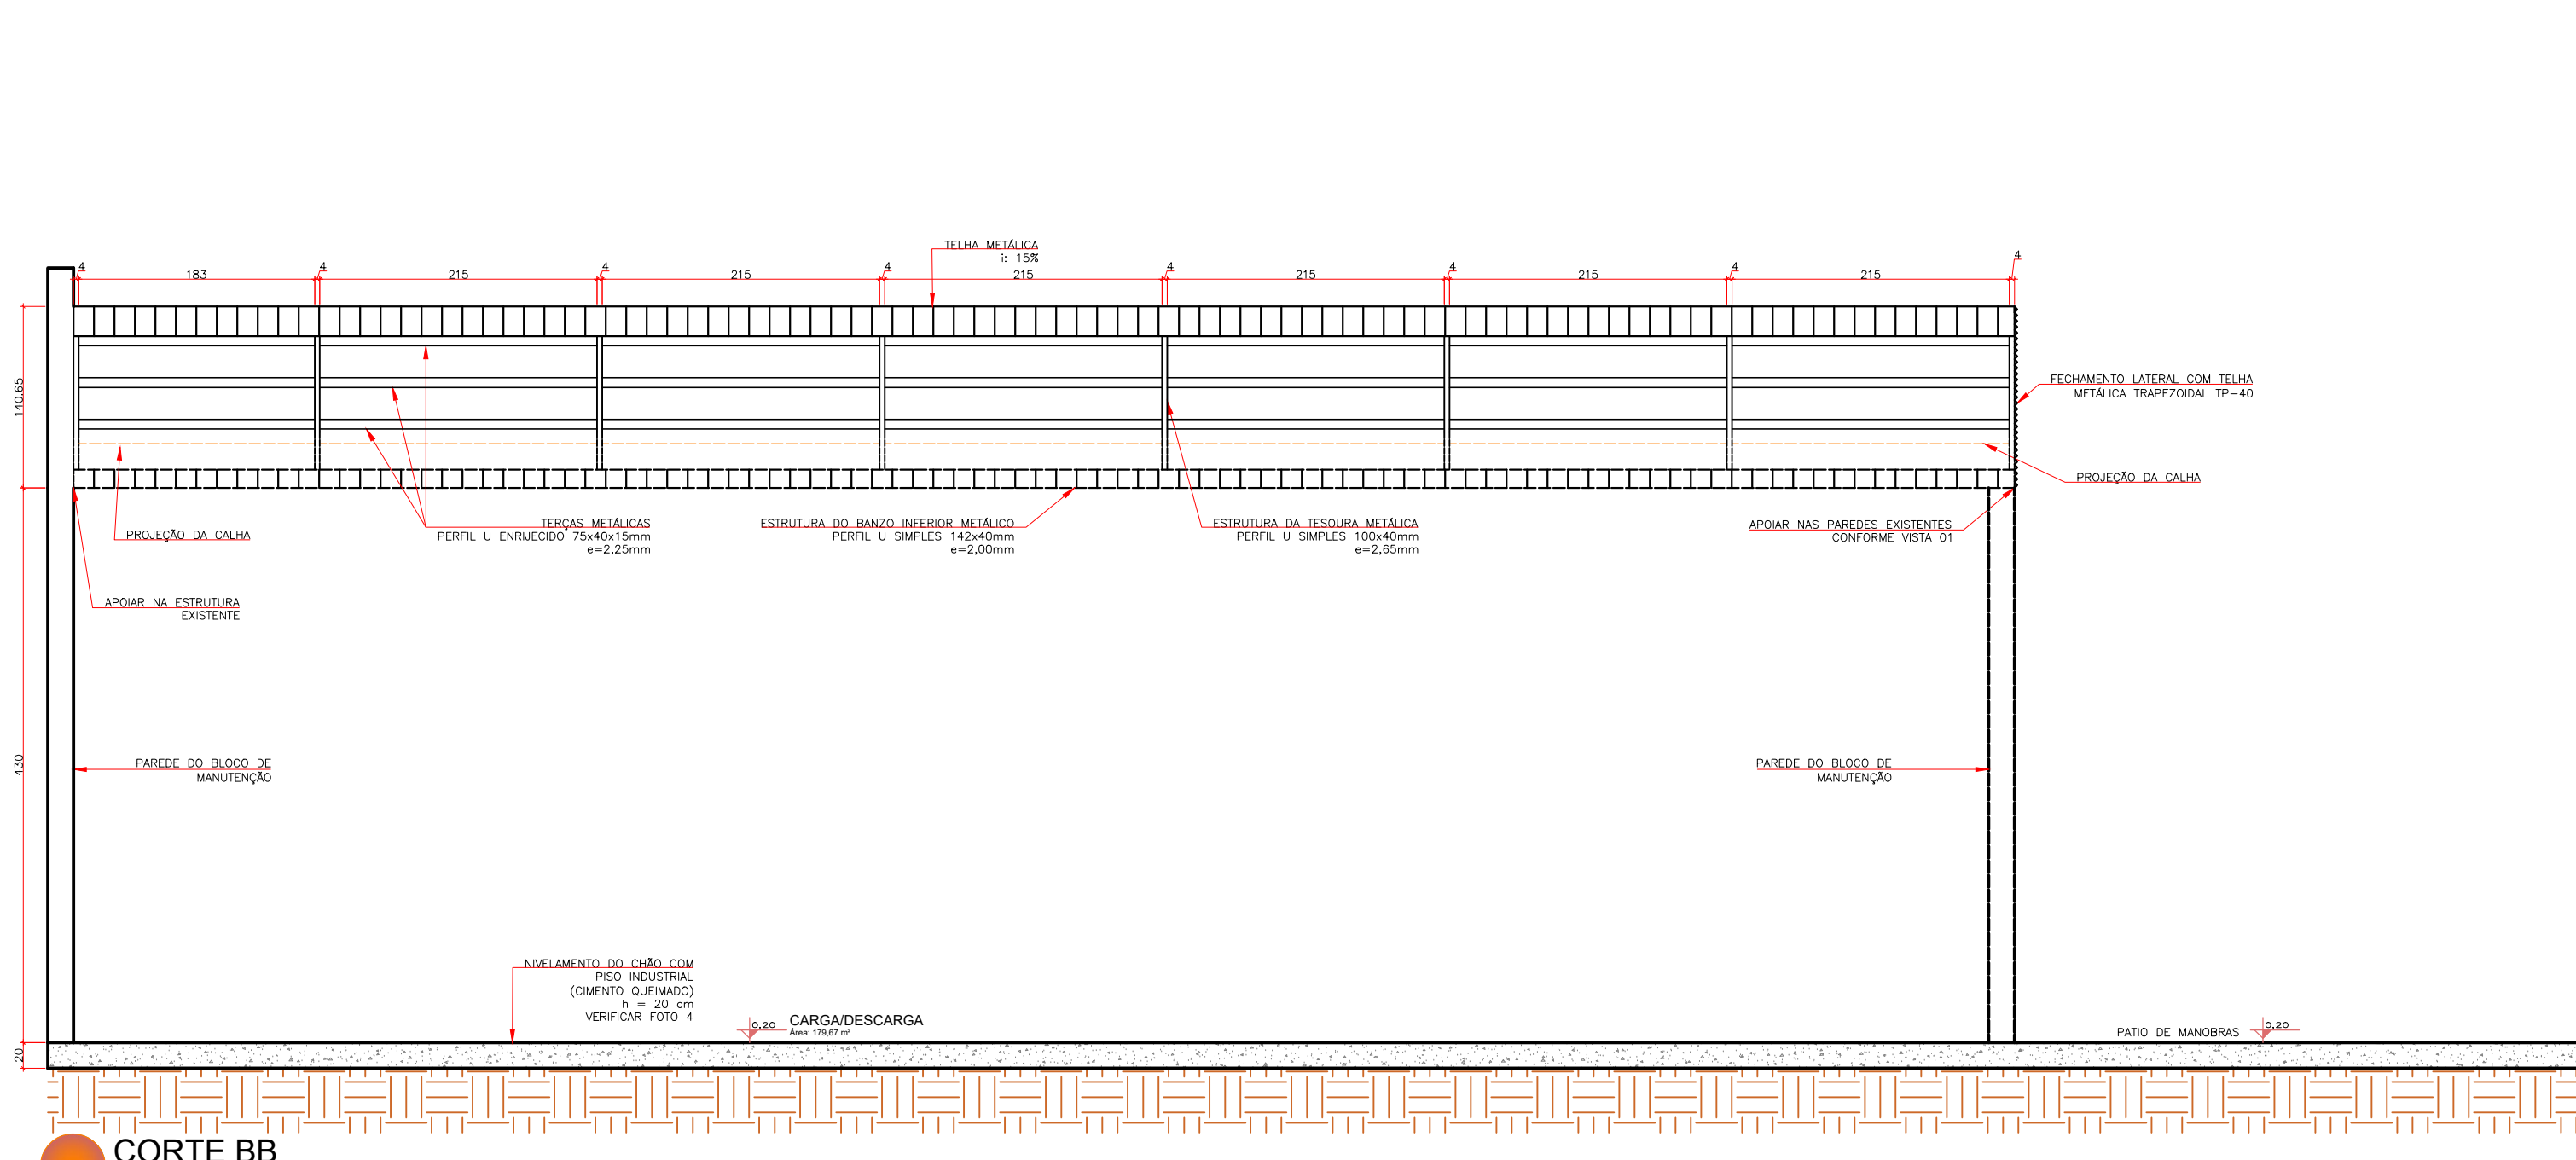 TELHA METÁLICA
i: 15%
4
4
4
4
4
4
4
4
183
215
215
215
215
215
215
140,65
FECHAMENTO LATERAL COM TELHA
METÁLICA TRAPEZOIDAL TP-40
PROJEÇÃO DA CALHA
PROJEÇÃO DA CALHA
TERÇAS METÁLICAS
PERFIL U ENRIJECIDO 75x40x15mm
e=2,25mm
ESTRUTURA DO BANZO INFERIOR METÁLICO
PERFIL U SIMPLES 142x40mm
e=2,00mm
ESTRUTURA DA TESOURA METÁLICA
PERFIL U SIMPLES 100x40mm
e=2,65mm
APOIAR NAS PAREDES EXISTENTES
CONFORME VISTA 01
APOIAR NA ESTRUTURA
EXISTENTE
430
PAREDE DO BLOCO DE
MANUTENÇÃO
PAREDE DO BLOCO DE
MANUTENÇÃO
NIVELAMENTO DO CHÃO COM
PISO INDUSTRIAL
(CIMENTO QUEIMADO)
h = 20 cm
VERIFICAR FOTO 4
0,20
CARGA/DESCARGA
Área: 179,67 m²
PATIO DE MANOBRAS
0,20
20
CORTE BB